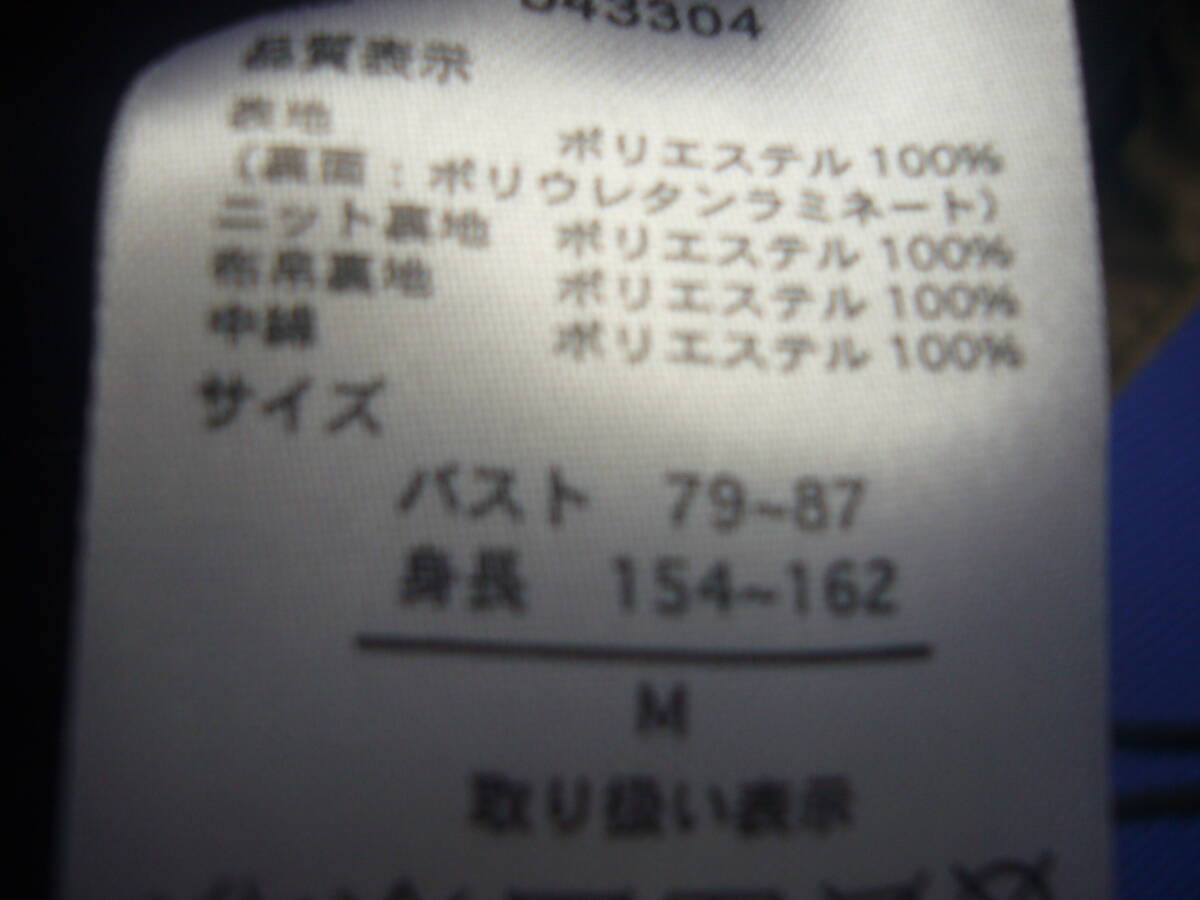 043304
品質表示
表地 ポリエステル 100%
(裏面:ポリウレタンラミネート)
ニット裏地 ポリエステル 100%
布帛裏地 ポリエステル 100%
中綿 ポリエステル 100%
サイズ
バスト 79~87
身長 154~162
M
取り扱い表示